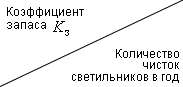 Коэффициент
запаса K₃
Количество
чисток
светильников в год